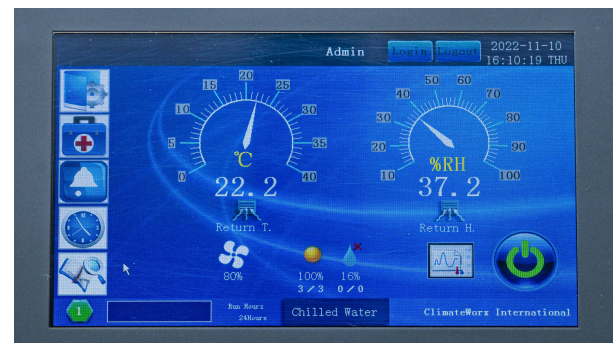 Admin
Login
Logout
2022-11-10
16:10:19 THU
0
5
10
15
20
25
30
35
40
°C
22.2
Return T.
10
20
30
40
50
60
70
80
90
100
%RH
37.2
Return H.
80%
100%
3/3
16%
0/0
1
Run Hours
24Hours
Chilled Water
ClimateWorx International